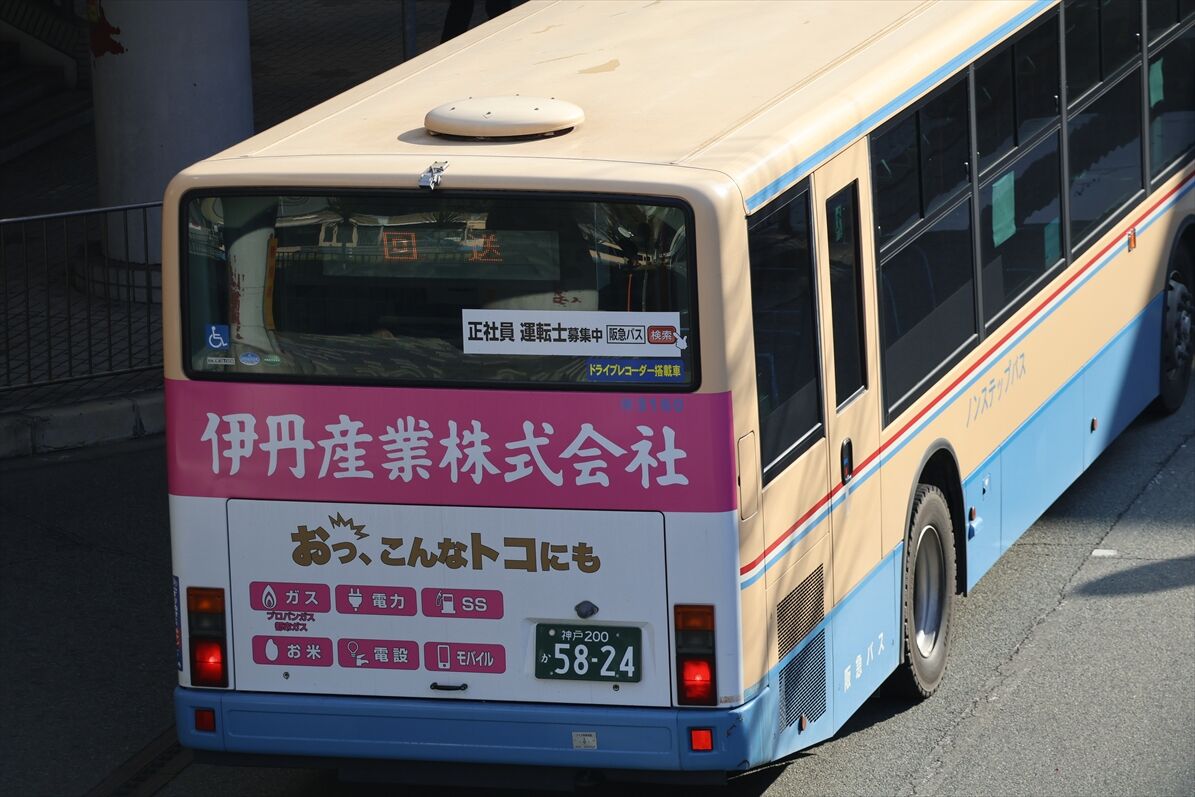 回送
正社員 運転士募集中 阪急バス 検索
ドライブレコーダー搭載車
伊丹産業株式会社
おっ、こんなトコにも
ガス 電力 SS
プロパンガス
都市ガス
お米 電設 モバイル
神戸 200
か 58-24
ノンステップバス
阪急バス